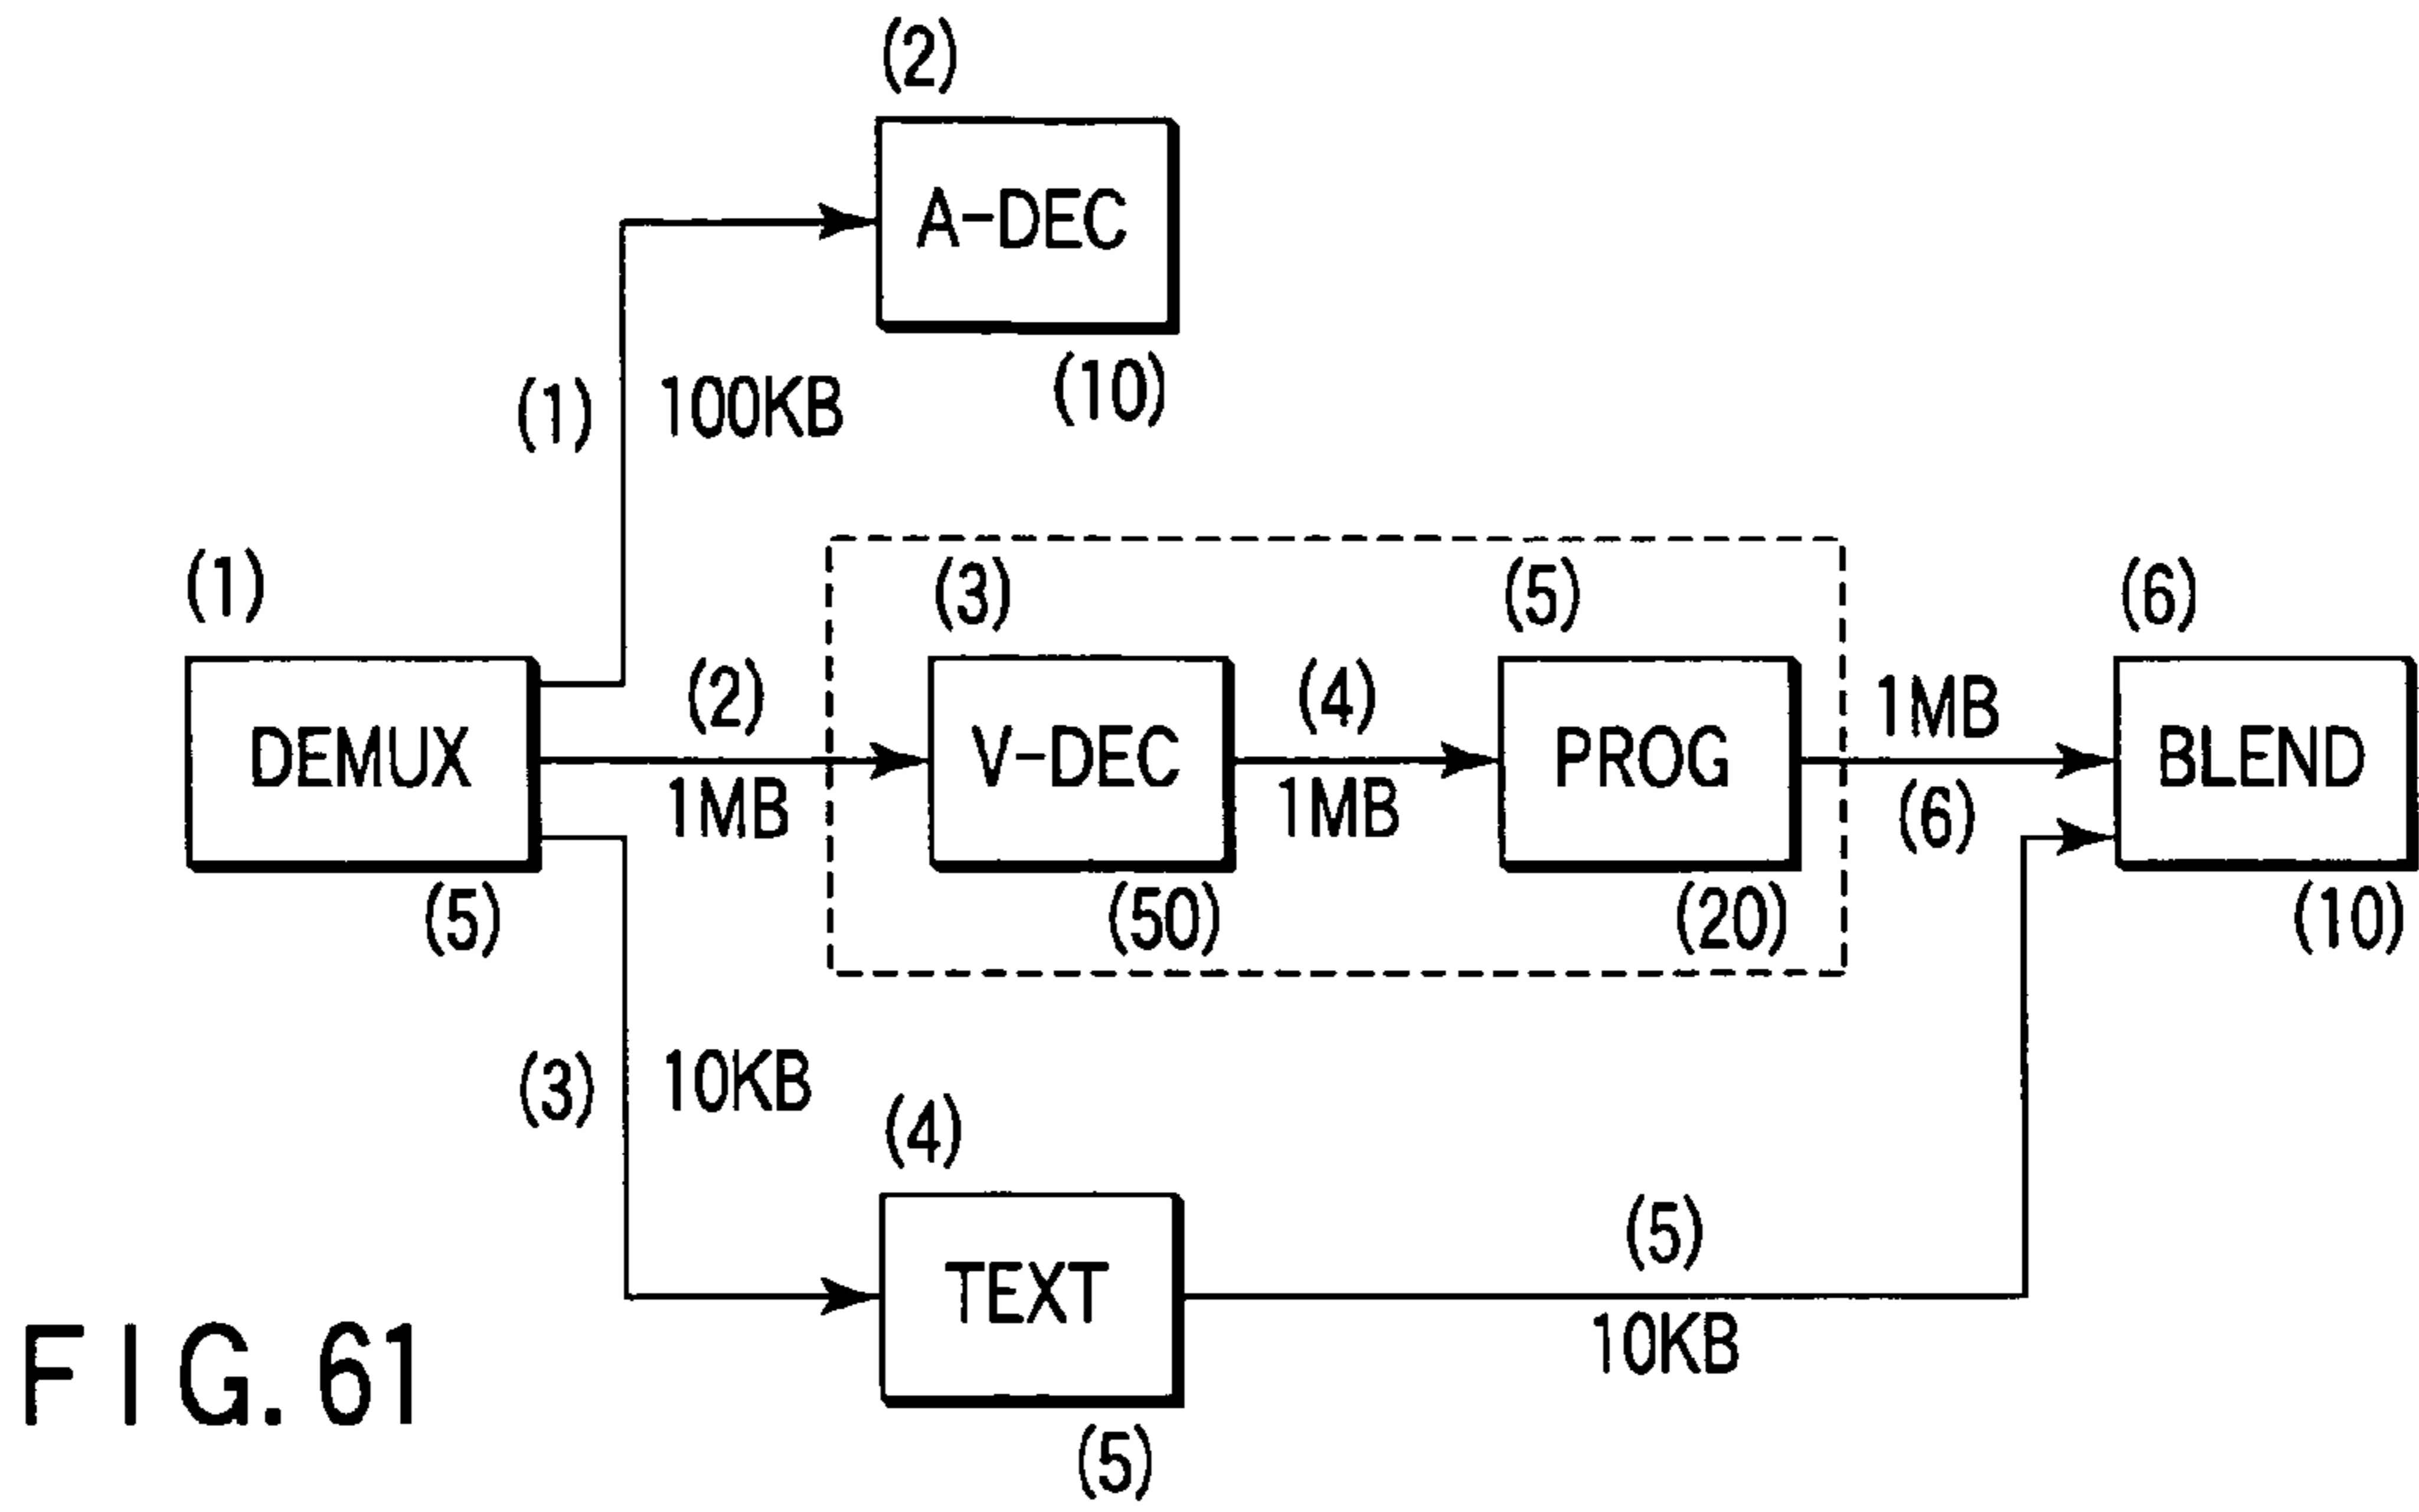 (2)
A-DEC
(10)
(1) 100KB
(1)
DEMUX
(5)
(2)
1MB
(3)
V-DEC
(50)
(4)
1MB
(5)
PROG
(20)
1MB
(6)
(6)
BLEND
(10)
(3) 10KB
(4)
TEXT
(5)
(5)
10KB
FIG. 61